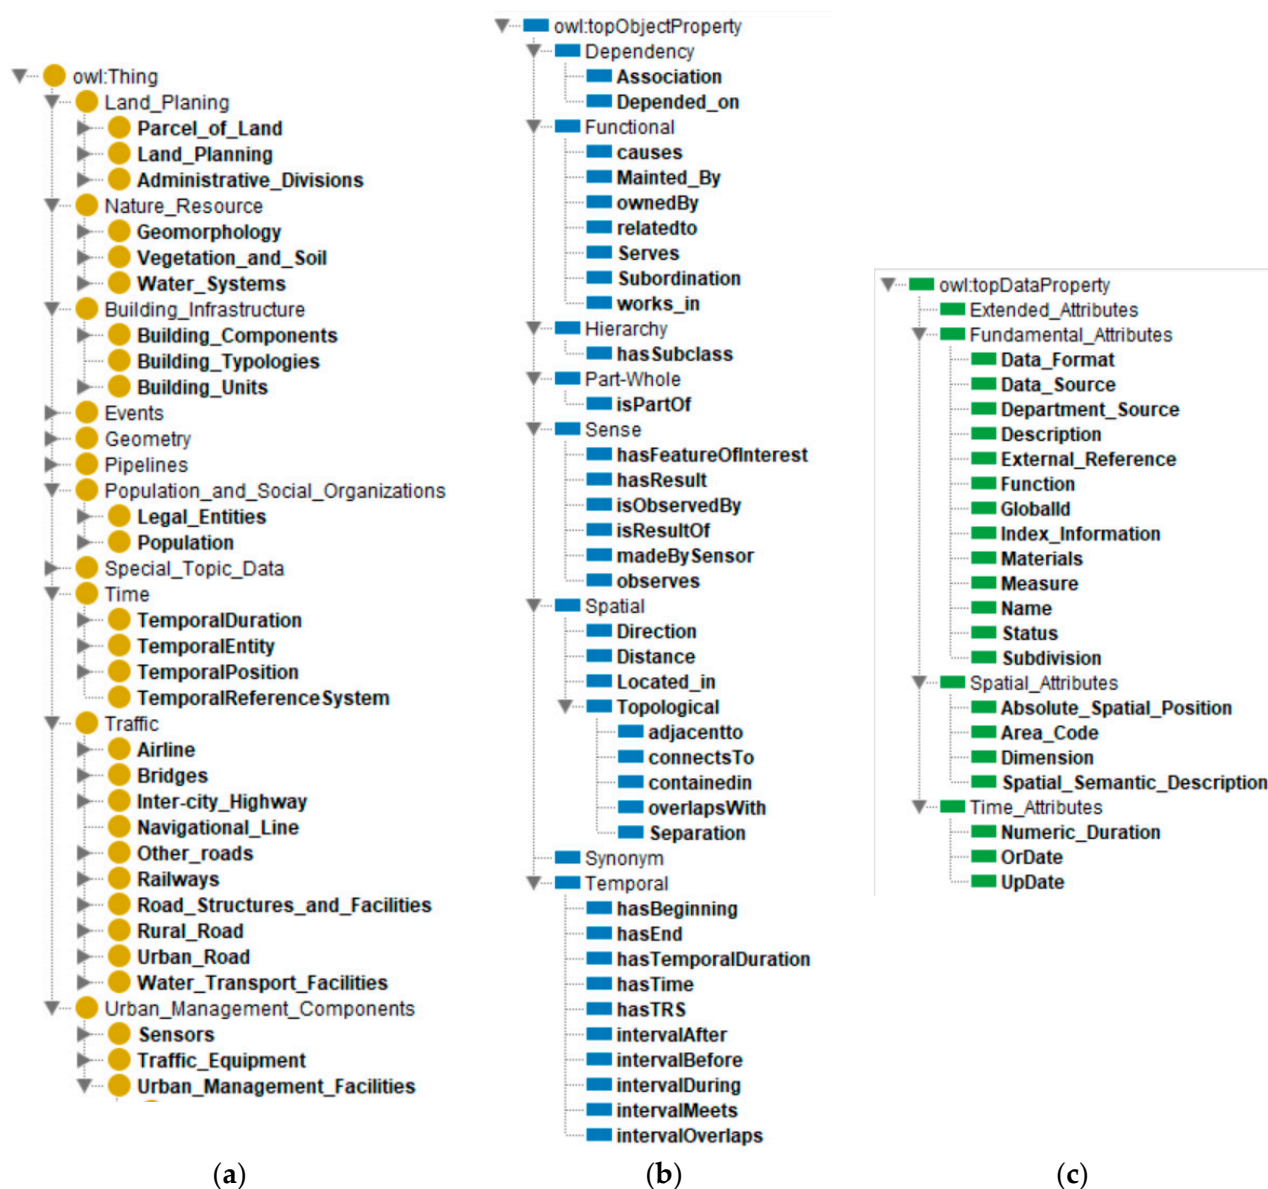 owl:Thing
Land_Planing
Parcel_of_Land
Land_Planning
Administrative_Divisions
Nature_Resource
Geomorphology
Vegetation_and_Soil
Water_Systems
Building_Infrastructure
Building_Components
Building_Typologies
Building_Units
Events
Geometry
Pipelines
Population_and_Social_Organizations
Legal_Entities
Population
Special_Topic_Data
Time
TemporalDuration
TemporalEntity
TemporalPosition
TemporalReferenceSystem
Traffic
Airline
Bridges
Inter-city_Highway
Navigational_Line
Other_roads
Railways
Road_Structures_and_Facilities
Rural_Road
Urban_Road
Water_Transport_Facilities
Urban_Management_Components
Sensors
Traffic_Equipment
Urban_Management_Facilities
(a)
owl:topObjectProperty
Dependency
Association
Depended_on
Functional
causes
Mainted_By
ownedBy
relatedto
Serves
Subordination
works_in
Hierarchy
hasSubclass
Part-Whole
isPartOf
Sense
hasFeatureOfInterest
hasResult
isObservedBy
isResultOf
madeBySensor
observes
Spatial
Direction
Distance
Located_in
Topological
adjacentto
connectsTo
containedin
overlapsWith
Separation
Synonym
Temporal
hasBeginning
hasEnd
hasTemporalDuration
hasTime
hasTRS
intervalAfter
intervalBefore
intervalDuring
intervalMeets
intervalOverlaps
(b)
owl:topDataProperty
Extended_Attributes
Fundamental_Attributes
Data_Format
Data_Source
Department_Source
Description
External_Reference
Function
GlobalId
Index_Information
Materials
Measure
Name
Status
Subdivision
Spatial_Attributes
Absolute_Spatial_Position
Area_Code
Dimension
Spatial_Semantic_Description
Time_Attributes
Numeric_Duration
OrDate
UpDate
(c)